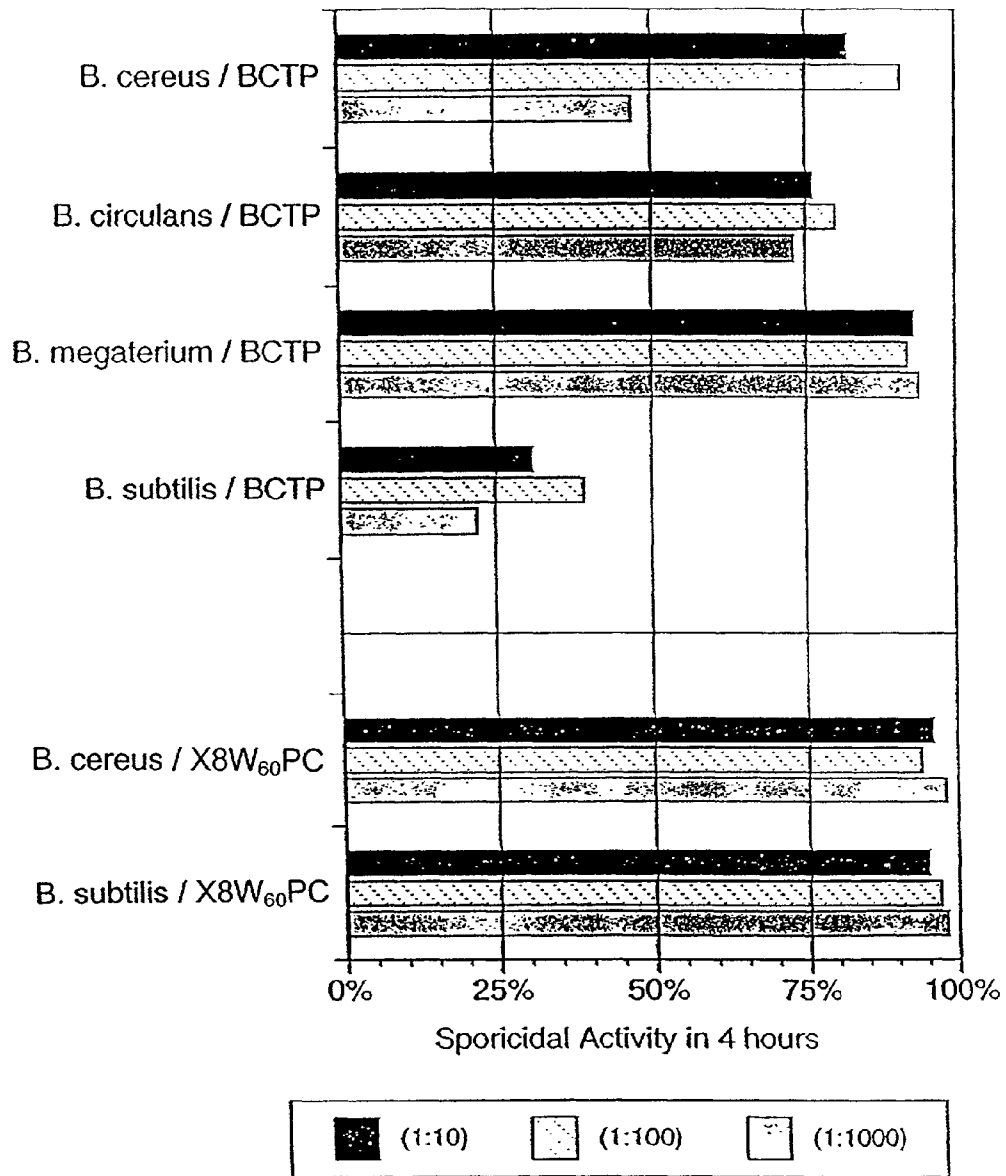 B. cereus / BCTP
B. circulans / BCTP
B. megaterium / BCTP
B. subtilis / BCTP
B. cereus / X8W₆₀PC
B. subtilis / X8W₆₀PC
0% 25% 50% 75% 100%
Sporicidal Activity in 4 hours
(1:10) (1:100) (1:1000)